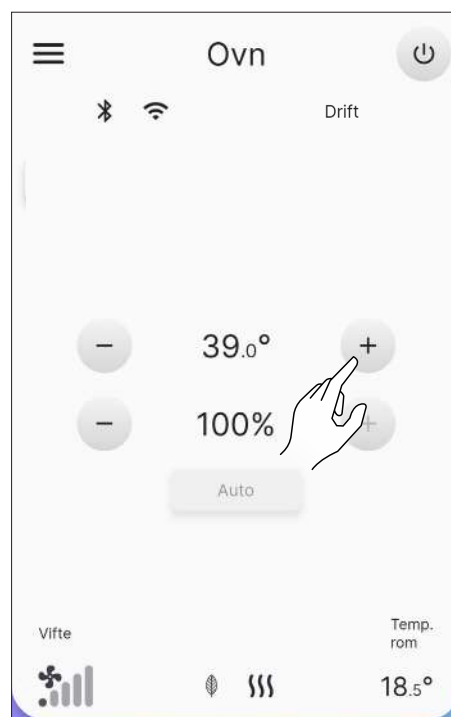 Ovn
Drift
− 39.0° +
− 100% +
Auto
Vifte
Temp.
rom
18.5°